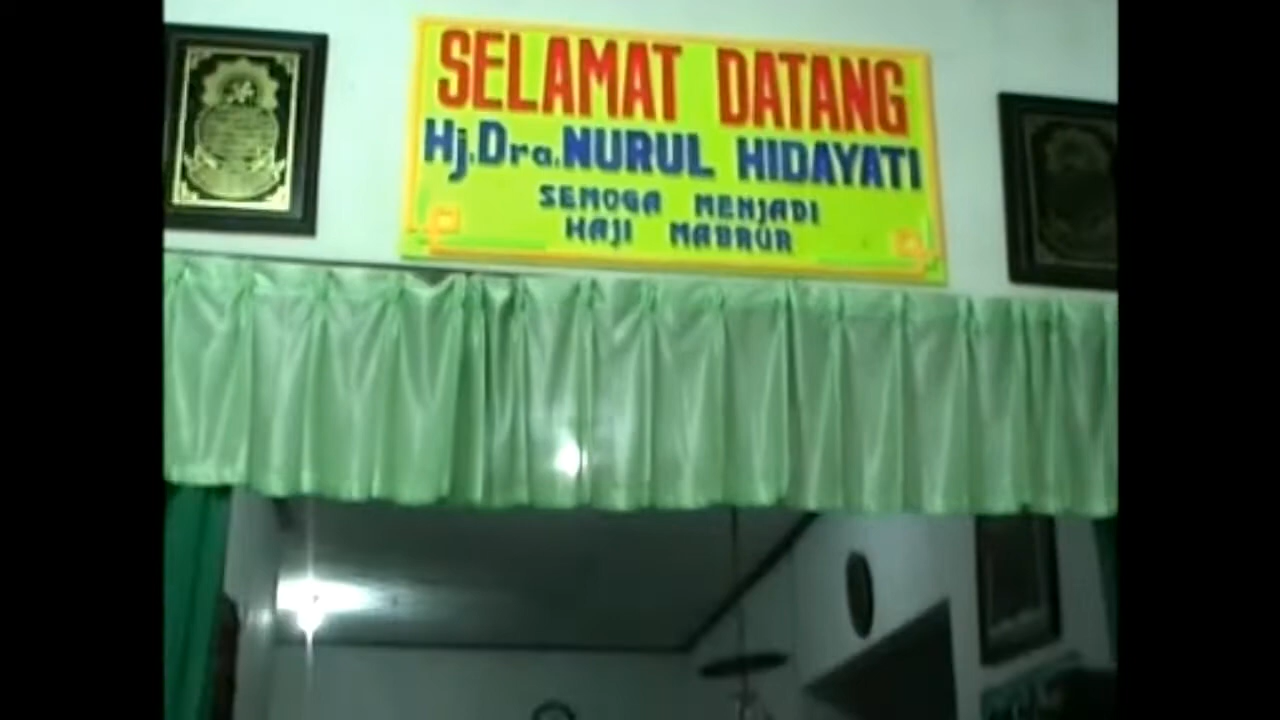 SELAMAT DATANG
Hj.Dra.NURUL HIDAYATI
SEMOGA MENJADI
HAJI MABRUR